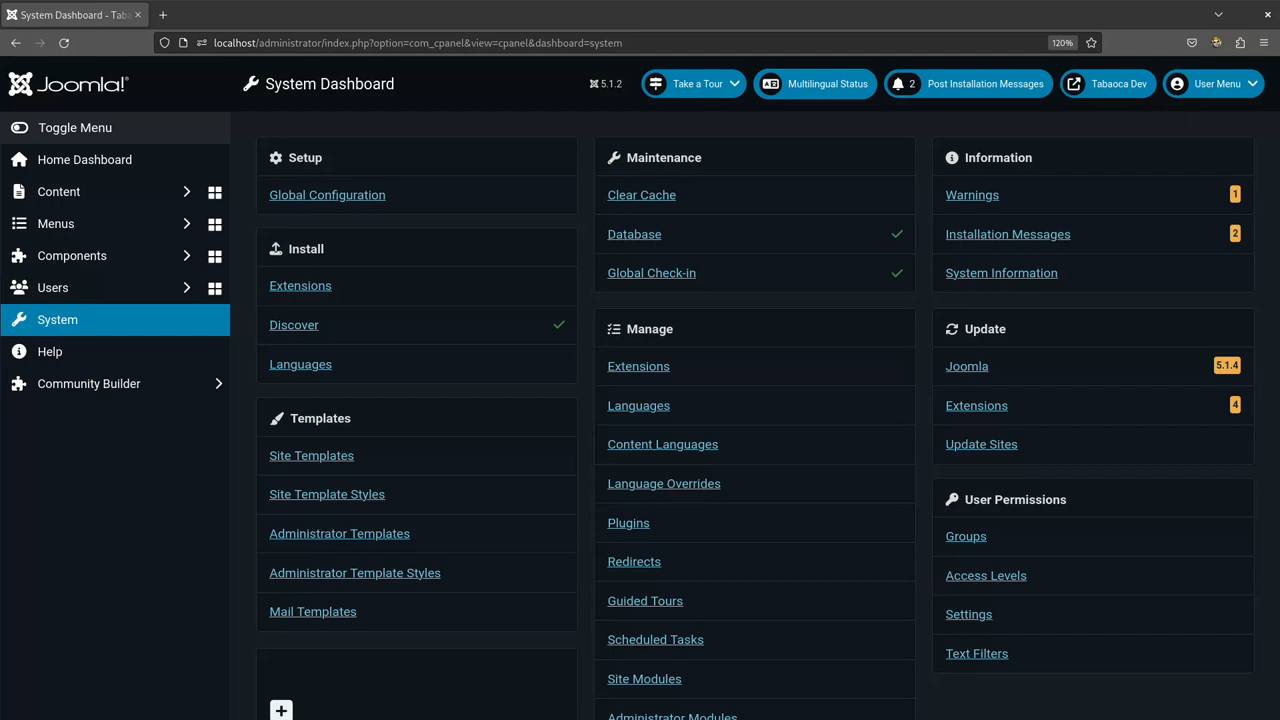 System Dashboard - Taba
localhost/administrator/index.php?option=com_cpanel&view=cpanel&dashboard=system
120%
Joomla!®
System Dashboard
5.1.2
Take a Tour
Multilingual Status
2 Post Installation Messages
Tabaoca Dev
User Menu
Toggle Menu
Home Dashboard
Content
Menus
Components
Users
System
Help
Community Builder
Setup
Global Configuration
Install
Extensions
Discover
Languages
Templates
Site Templates
Site Template Styles
Administrator Templates
Administrator Template Styles
Mail Templates
Maintenance
Clear Cache
Database
Global Check-in
Manage
Extensions
Languages
Content Languages
Language Overrides
Plugins
Redirects
Guided Tours
Scheduled Tasks
Site Modules
Administrator Modules
Information
Warnings 1
Installation Messages 2
System Information
Update
Joomla 5.1.4
Extensions 4
Update Sites
User Permissions
Groups
Access Levels
Settings
Text Filters